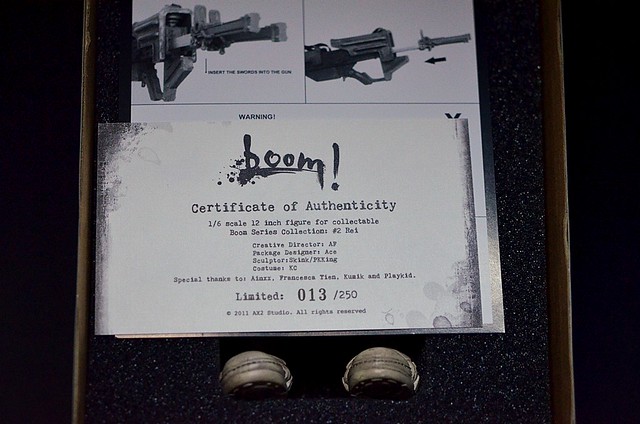 INSERT THE SWORDS INTO THE GUN
WARNING!
boom!
Certificate of Authenticity
1/6 scale 12 inch figure for collectable
Boom Series Collection: #2 Rei
Creative Director: AF
Package Designer: Ace
Sculptor:Skink/PKKing
Costume: KC
Special thanks to: Ainzz, Francesca Tien, Kumik and Playkid.
Limited: 013 /250
© 2011 AX2 Studio. All rights reserved